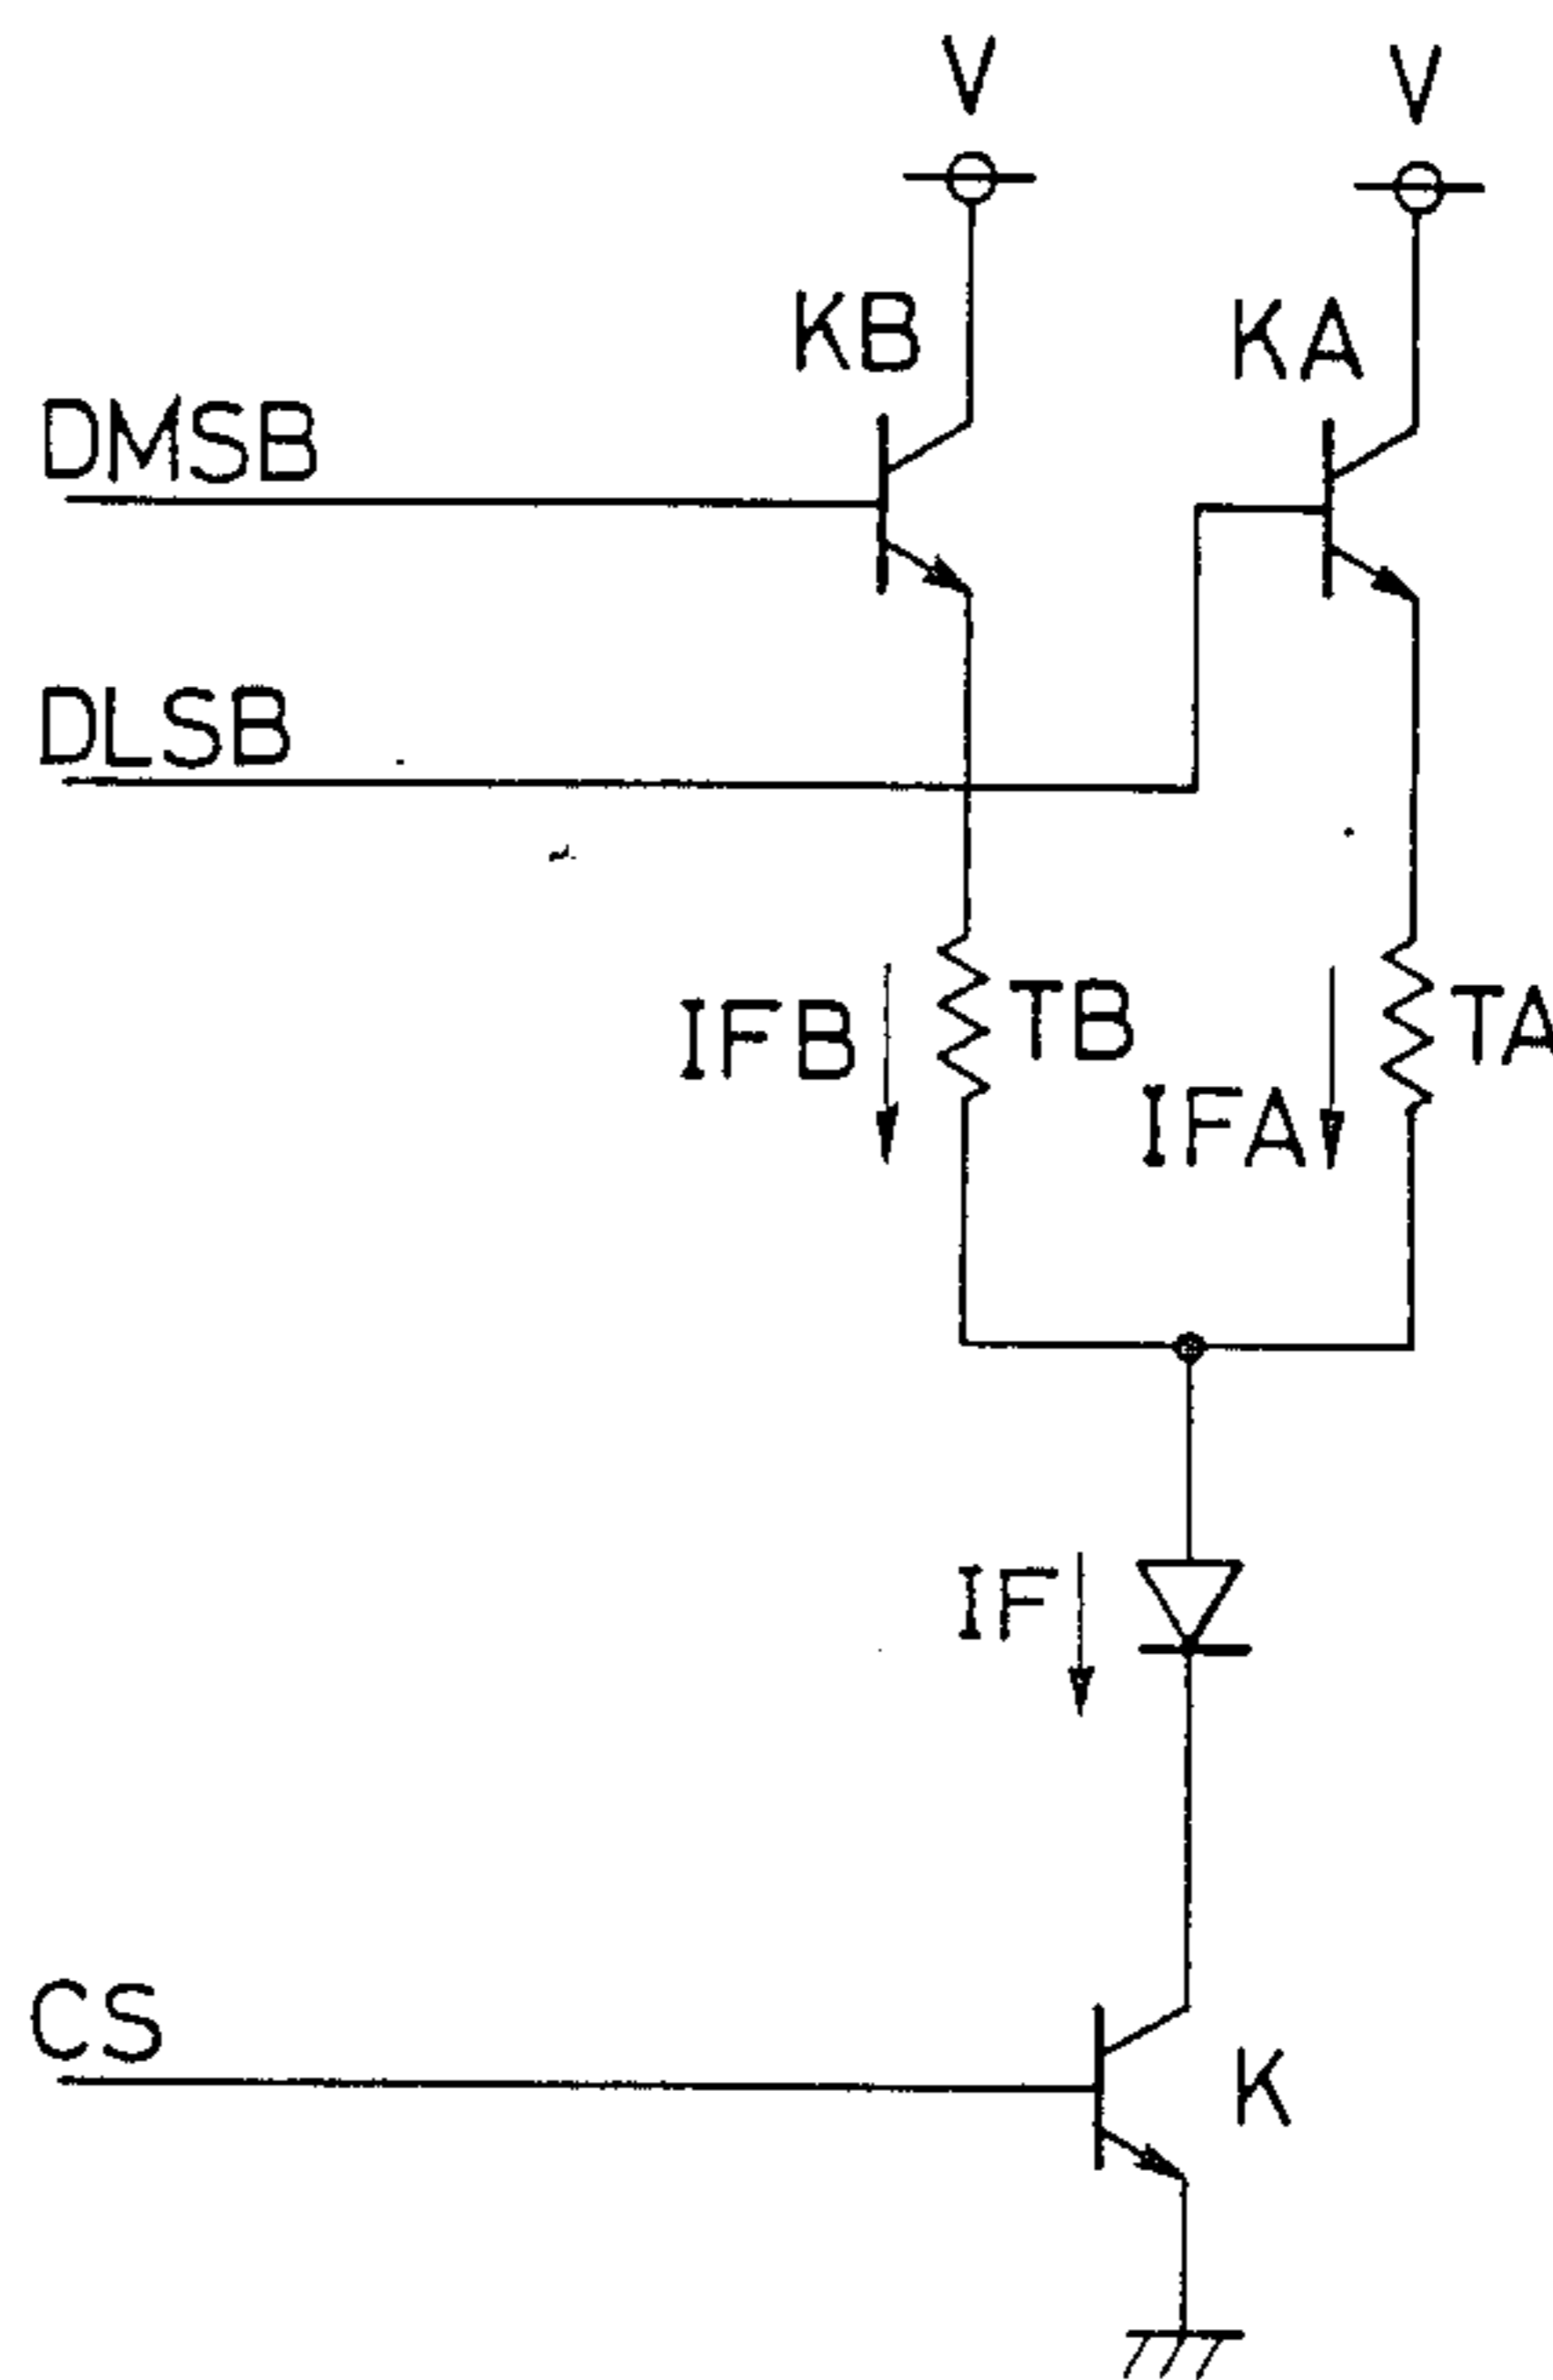 V
V
KB
KA
DMSB
DLSB
IFB
TB
TA
IFA
IF
CS
K